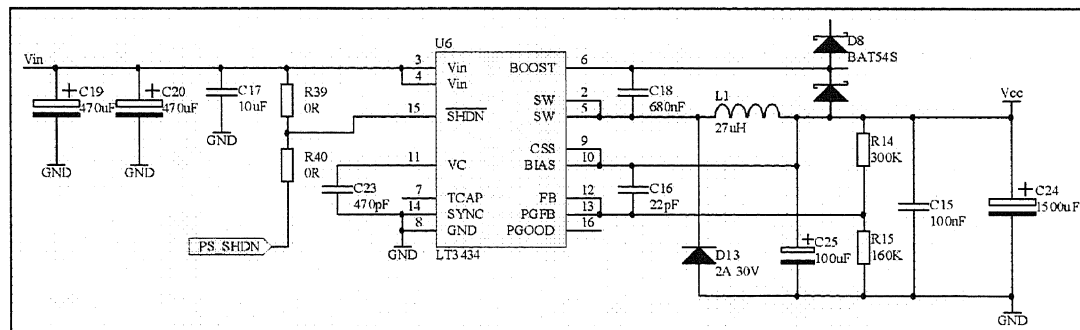 U6
D8
BAT54S
Vin
3
Vin
BOOST
6
4
Vin
C19
470uF
C20
470uF
C17
10uF
R39
0R
C18
680nF
SW
2
SW
5
L1
27uH
Vcc
15
SHDN
GND
CSS
9
BIAS
10
R14
300K
GND
GND
R40
0R
11
VC
C23
470pF
7
TCAP
FB
12
C16
22pF
14
SYNC
PGFB
13
8
GND
PGOOD
16
C15
100nF
C24
1500uF
PS_SHDN
GND
LT3434
D13
2A 30V
C25
100uF
R15
160K
GND